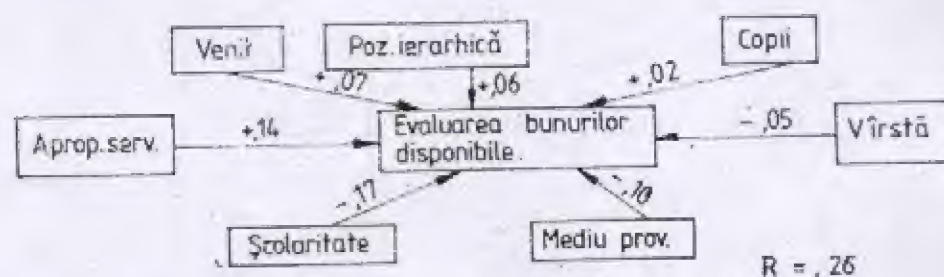 Venit
Poz. ierarhică
Copii
+,07
+,06
+,02
Aprop. serv.
+,14
Evaluarea bunurilor
disponibile.
-,05
Vîrstă
-,17
-,10
Şcolaritate
Mediu prov.
R = ,26